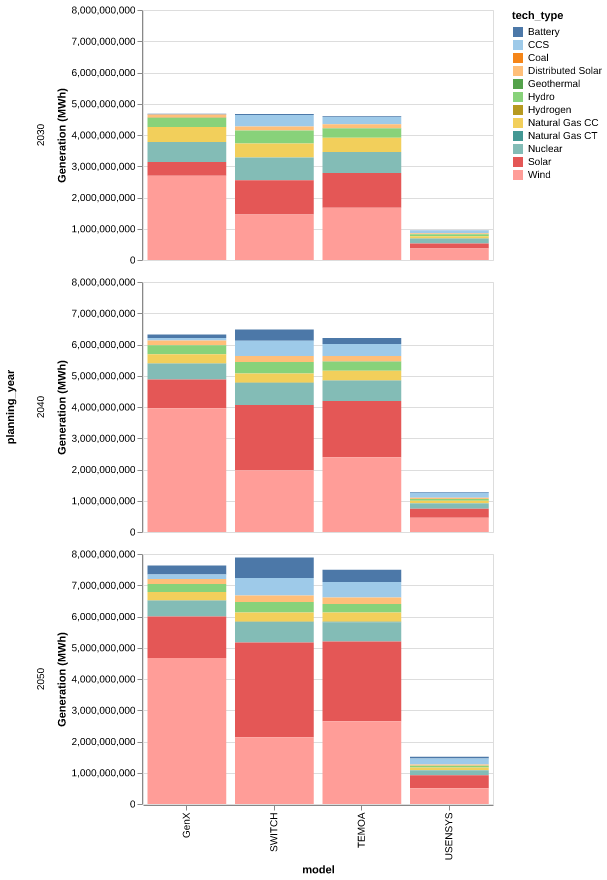 tech_type
Battery
CCS
Coal
Distributed Solar
Geothermal
Hydro
Hydrogen
Natural Gas CC
Natural Gas CT
Nuclear
Solar
Wind
planning_year
2030
Generation (MWh)
8,000,000,000
7,000,000,000
6,000,000,000
5,000,000,000
4,000,000,000
3,000,000,000
2,000,000,000
1,000,000,000
0
2040
Generation (MWh)
8,000,000,000
7,000,000,000
6,000,000,000
5,000,000,000
4,000,000,000
3,000,000,000
2,000,000,000
1,000,000,000
0
2050
Generation (MWh)
8,000,000,000
7,000,000,000
6,000,000,000
5,000,000,000
4,000,000,000
3,000,000,000
2,000,000,000
1,000,000,000
0
GenX
SWITCH
TEMOA
USENSYS
model